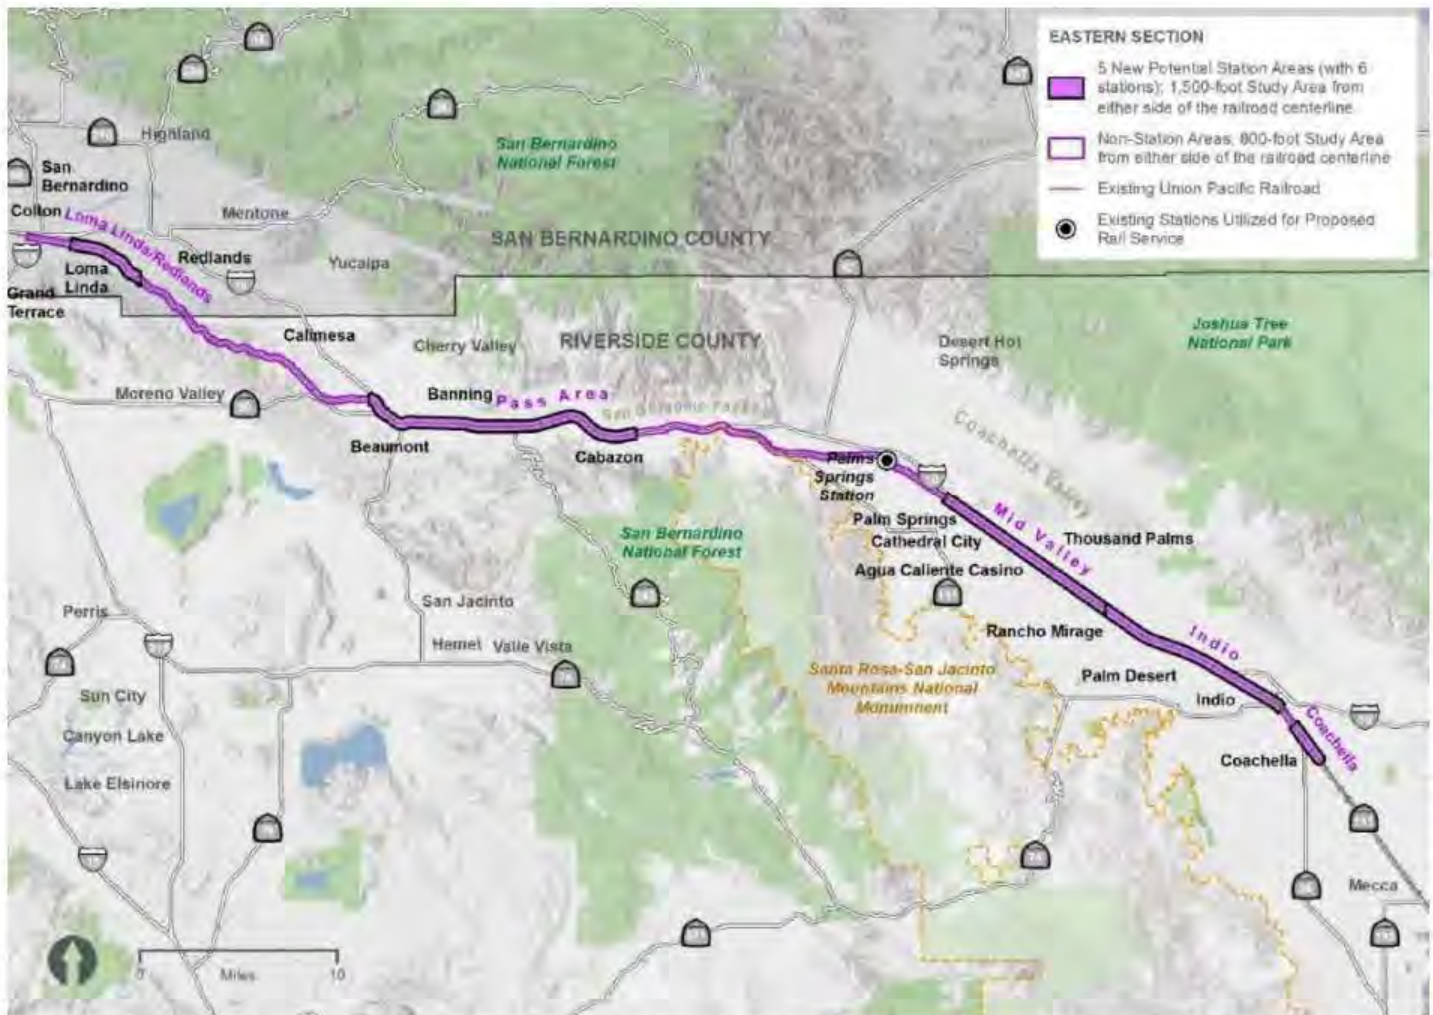 EASTERN SECTION
5 New Potential Station Areas (with 6
stations); 1,500-foot Study Area from
either side of the railroad centerline
Non-Station Areas, 800-foot Study Area
from either side of the railroad centerline
Existing Union Pacific Railroad
Existing Stations Utilized for Proposed
Rail Service
Highland
San Bernardino
National Forest
San
Bernardino
Mentone
Colton
Loma Linda/Redlands
SAN BERNARDINO COUNTY
Redlands
Yucaipa
Loma
Linda
Grand
Terrace
Calimesa
Cherry Valley
RIVERSIDE COUNTY
Desert Hot
Springs
Joshua Tree
National Park
Moreno Valley
Banning
Pass Area
Coachella Valley
Beaumont
Cabazon
Palms
Springs
Station
Mid Valley
Palm Springs
Cathedral City
Thousand Palms
San Bernardino
National Forest
Agua Caliente Casino
San Jacinto
Perris
Rancho Mirage
Indio
Hemet
Valle Vista
Santa Rosa-San Jacinto
Mountains National
Monumnent
Palm Desert
Indio
Sun City
Canyon Lake
Coachella
Coachella
Lake Elsinore
74
Mecca
0
Miles
10